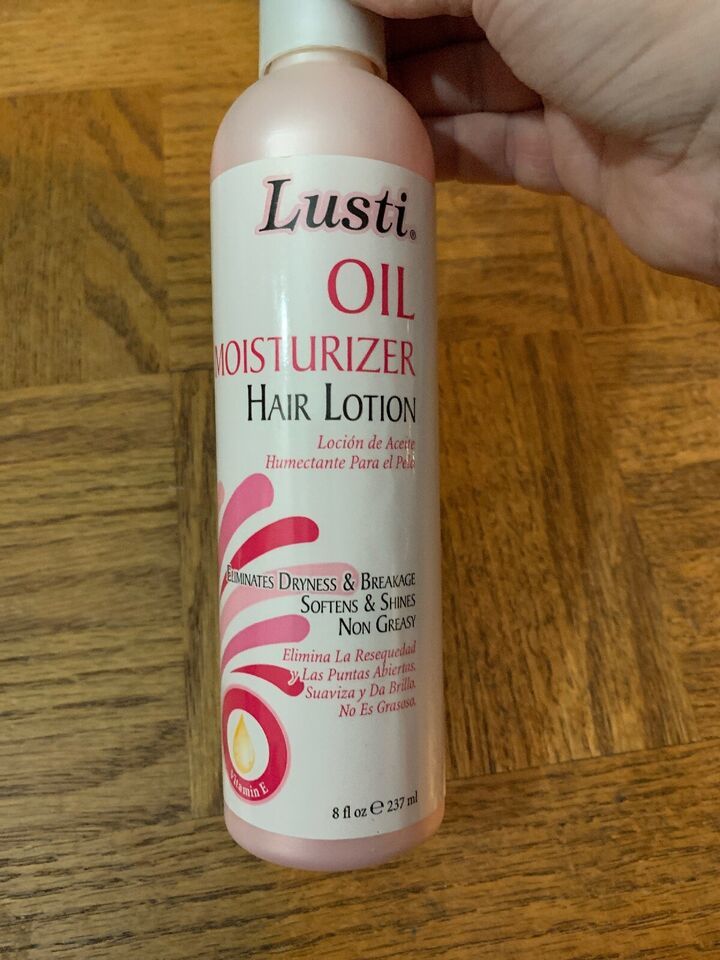 Lusti®
OIL
MOISTURIZER
HAIR LOTION
Loción de Aceite
Humectante Para el Pelo
ELIMINATES DRYNESS & BREAKAGE
SOFTENS & SHINES
NON GREASY
Elimina La Resequedad
y Las Puntas Abiertas.
Suaviza y Da Brillo.
No Es Grasoso.
Vitamin E
8 fl oz ℮ 237 ml